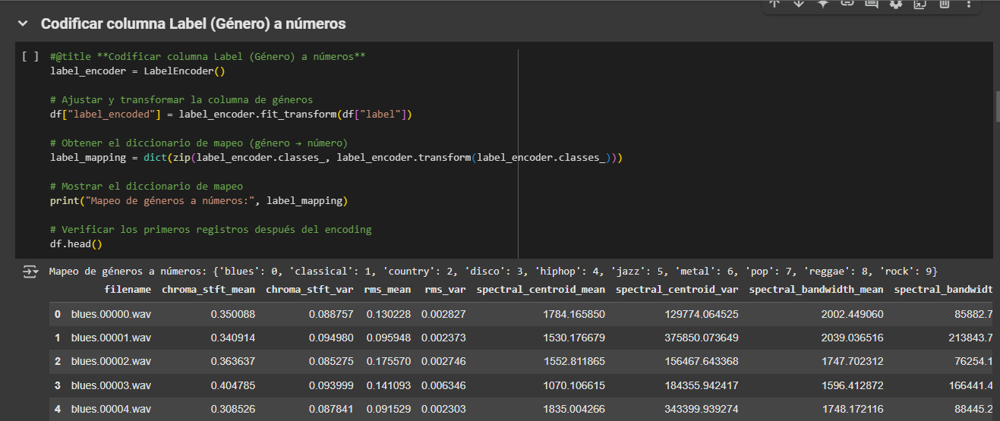 Codificar columna Label (Género) a números
[ ] #@title **Codificar columna Label (Género) a números**
label_encoder = LabelEncoder()
# Ajustar y transformar la columna de géneros
df["label_encoded"] = label_encoder.fit_transform(df["label"])
# Obtener el diccionario de mapeo (género → número)
label_mapping = dict(zip(label_encoder.classes_, label_encoder.transform(label_encoder.classes_)))
# Mostrar el diccionario de mapeo
print("Mapeo de géneros a números:", label_mapping)
# Verificar los primeros registros después del encoding
df.head()
Mapeo de géneros a números: {'blues': 0, 'classical': 1, 'country': 2, 'disco': 3, 'hiphop': 4, 'jazz': 5, 'metal': 6, 'pop': 7, 'reggae': 8, 'rock': 9}
filename chroma_stft_mean chroma_stft_var rms_mean rms_var spectral_centroid_mean spectral_centroid_var spectral_bandwidth_mean spectral_bandwidt
0 blues.00000.wav 0.350088 0.088757 0.130228 0.002827 1784.165850 129774.064525 2002.449060 85882.7
1 blues.00001.wav 0.340914 0.094980 0.095948 0.002373 1530.176679 375850.073649 2039.036516 213843.7
2 blues.00002.wav 0.363637 0.085275 0.175570 0.002746 1552.811865 156467.643368 1747.702312 76254.1
3 blues.00003.wav 0.404785 0.093999 0.141093 0.006346 1070.106615 184355.942417 1596.412872 166441.4
4 blues.00004.wav 0.308526 0.087841 0.091529 0.002303 1835.004266 343399.939274 1748.172116 88445.2